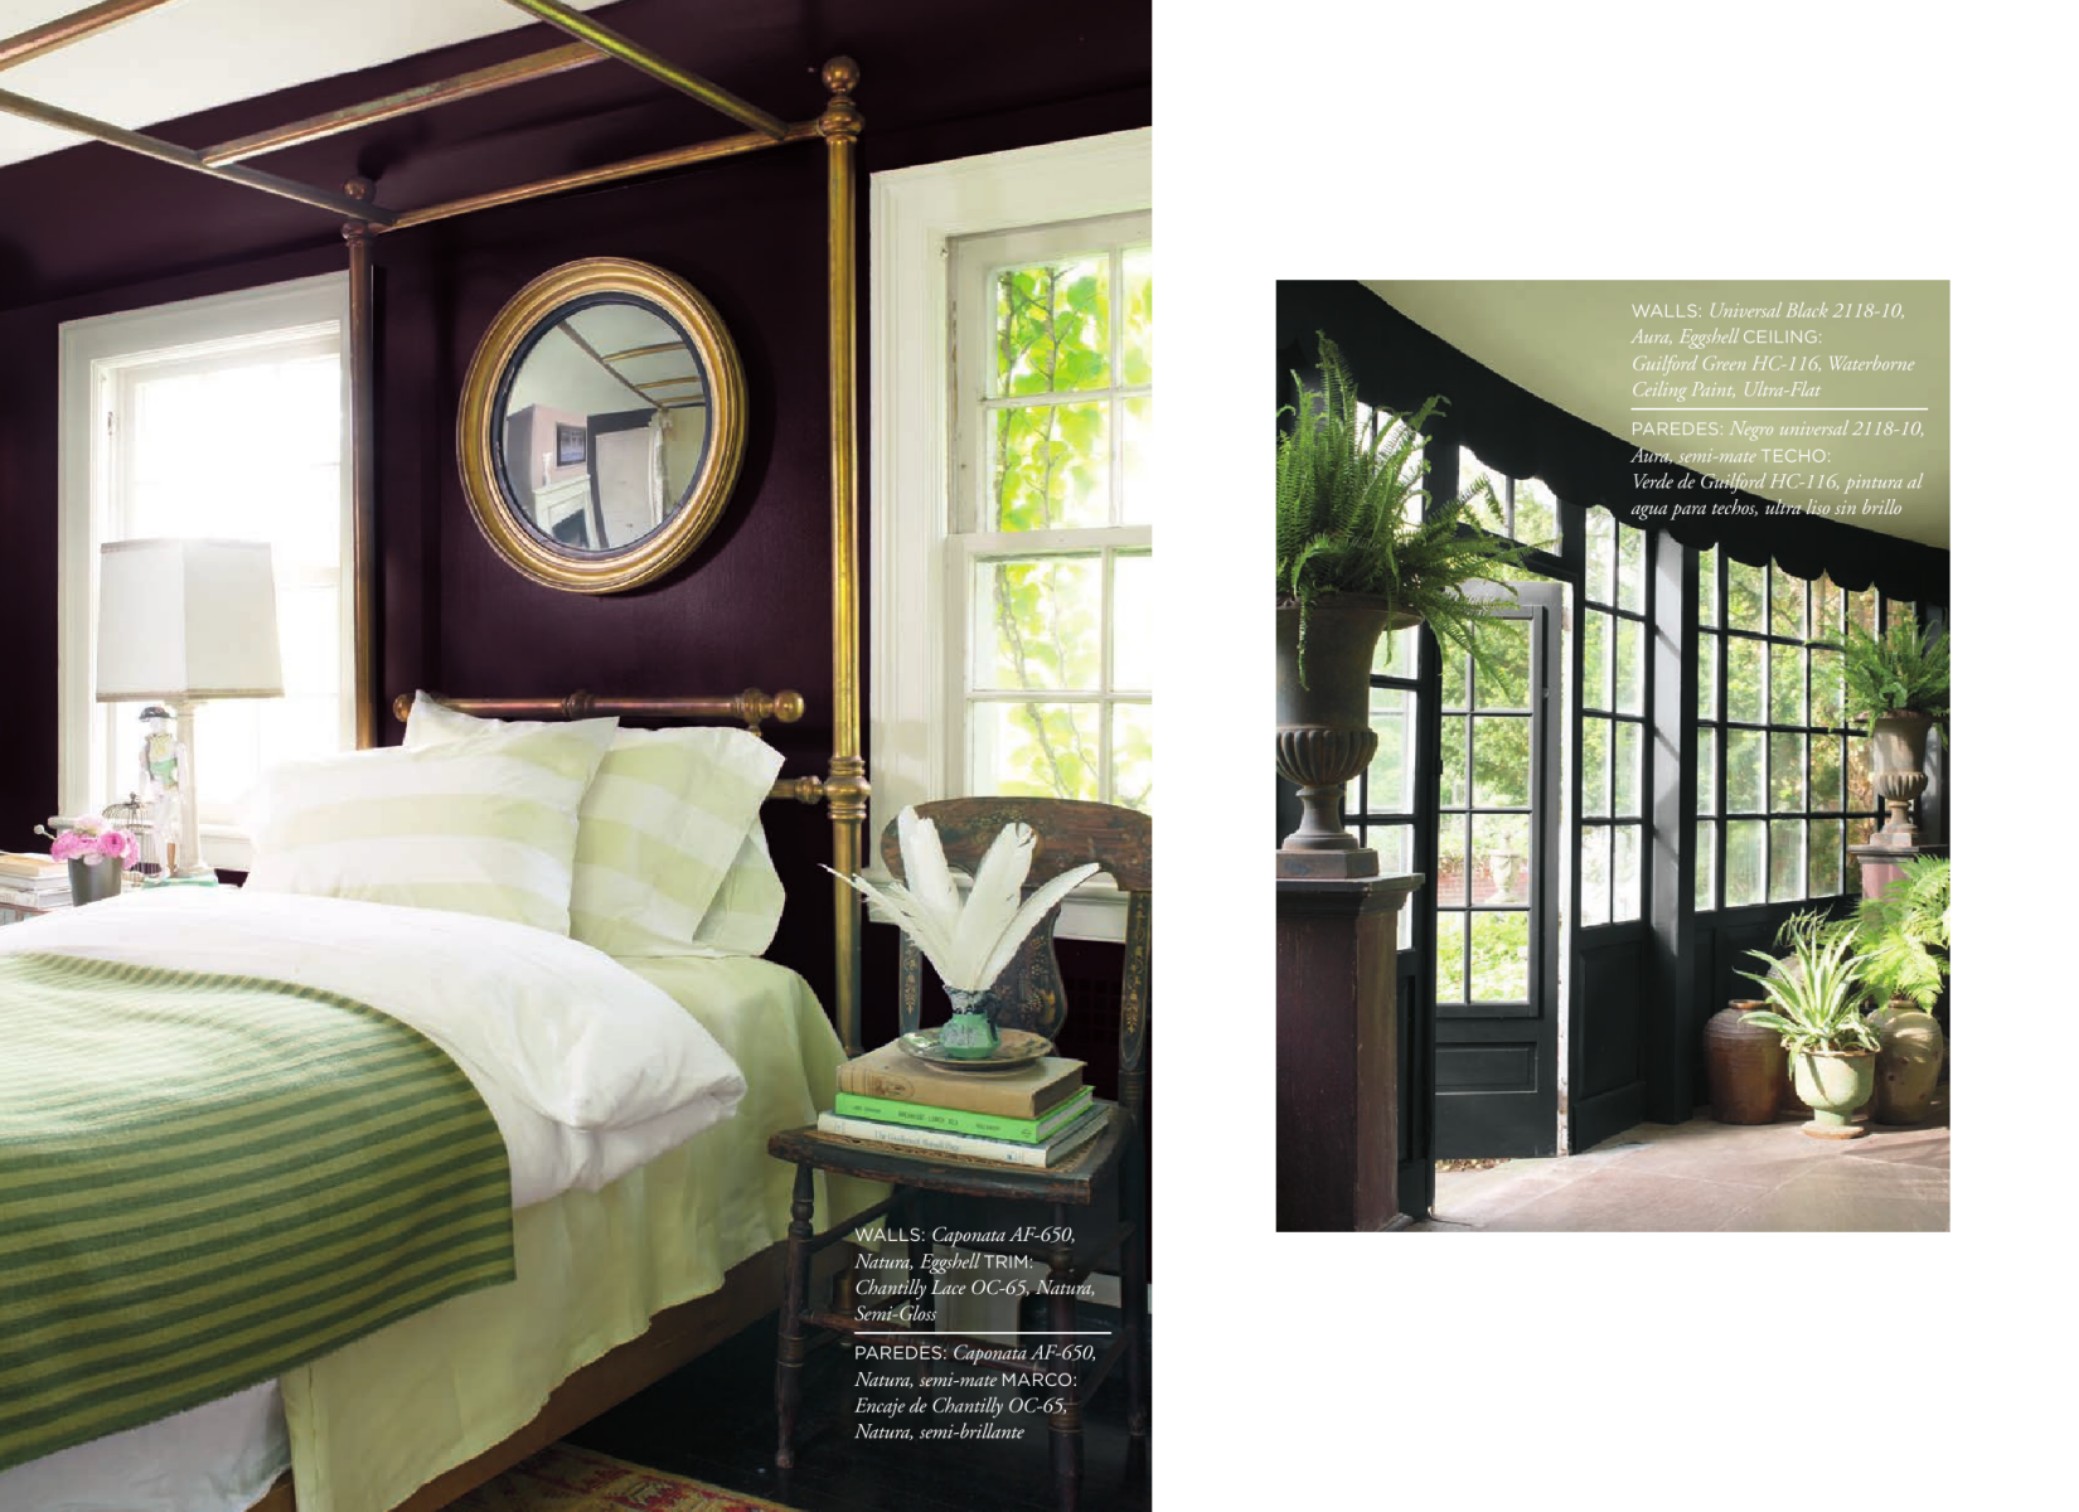 WALLS: Caponata AF-650,
Natura, Eggshell TRIM:
Chantilly Lace OC-65, Natura,
Semi-Gloss
PAREDES: Caponata AF-650,
Natura, semi-mate MARCO:
Encaje de Chantilly OC-65,
Natura, semi-brillante
WALLS: Universal Black 2118-10,
Aura, Eggshell CEILING:
Guilford Green HC-116, Waterborne
Ceiling Paint, Ultra-Flat
PAREDES: Negro universal 2118-10,
Aura, semi-mate TECHO:
Verde de Guilford HC-116, pintura al
agua para techos, ultra liso sin brillo